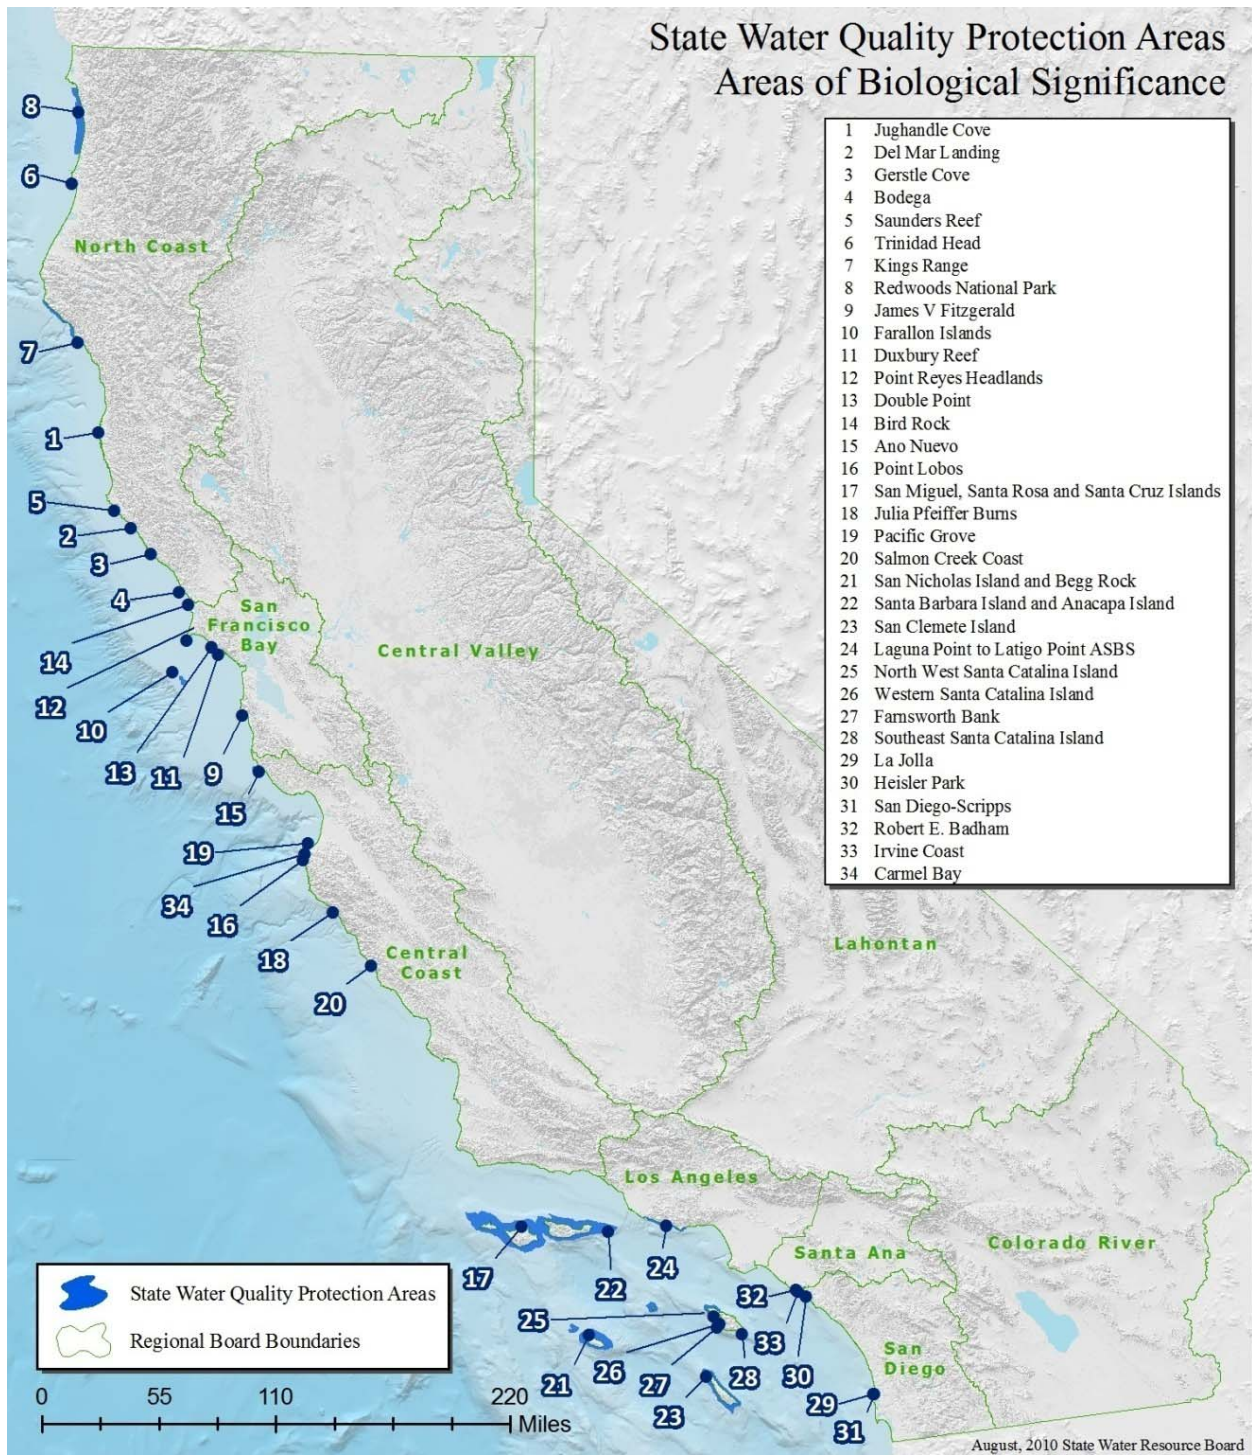 State Water Quality Protection Areas
Areas of Biological Significance
1 Jughandle Cove
2 Del Mar Landing
3 Gerstle Cove
4 Bodega
5 Saunders Reef
6 Trinidad Head
7 Kings Range
8 Redwoods National Park
9 James V Fitzgerald
10 Farallon Islands
11 Duxbury Reef
12 Point Reyes Headlands
13 Double Point
14 Bird Rock
15 Ano Nuevo
16 Point Lobos
17 San Miguel, Santa Rosa and Santa Cruz Islands
18 Julia Pfeiffer Burns
19 Pacific Grove
20 Salmon Creek Coast
21 San Nicholas Island and Begg Rock
22 Santa Barbara Island and Anacapa Island
23 San Clemete Island
24 Laguna Point to Latigo Point ASBS
25 North West Santa Catalina Island
26 Western Santa Catalina Island
27 Farnsworth Bank
28 Southeast Santa Catalina Island
29 La Jolla
30 Heisler Park
31 San Diego-Scripps
32 Robert E. Badham
33 Irvine Coast
34 Carmel Bay
8
6
North Coast
7
1
5
2
3
4
San
Francisco
Bay
14
Central Valley
12
10
13
11
9
15
19
34
16
18
Central
Coast
Lahontan
20
Los Angeles
Santa Ana
Colorado River
17
22
24
32
25
33
30
26
28
21
27
23
San
Diego
29
31
State Water Quality Protection Areas
Regional Board Boundaries
0 55 110 220
Miles
August, 2010 State Water Resource Board